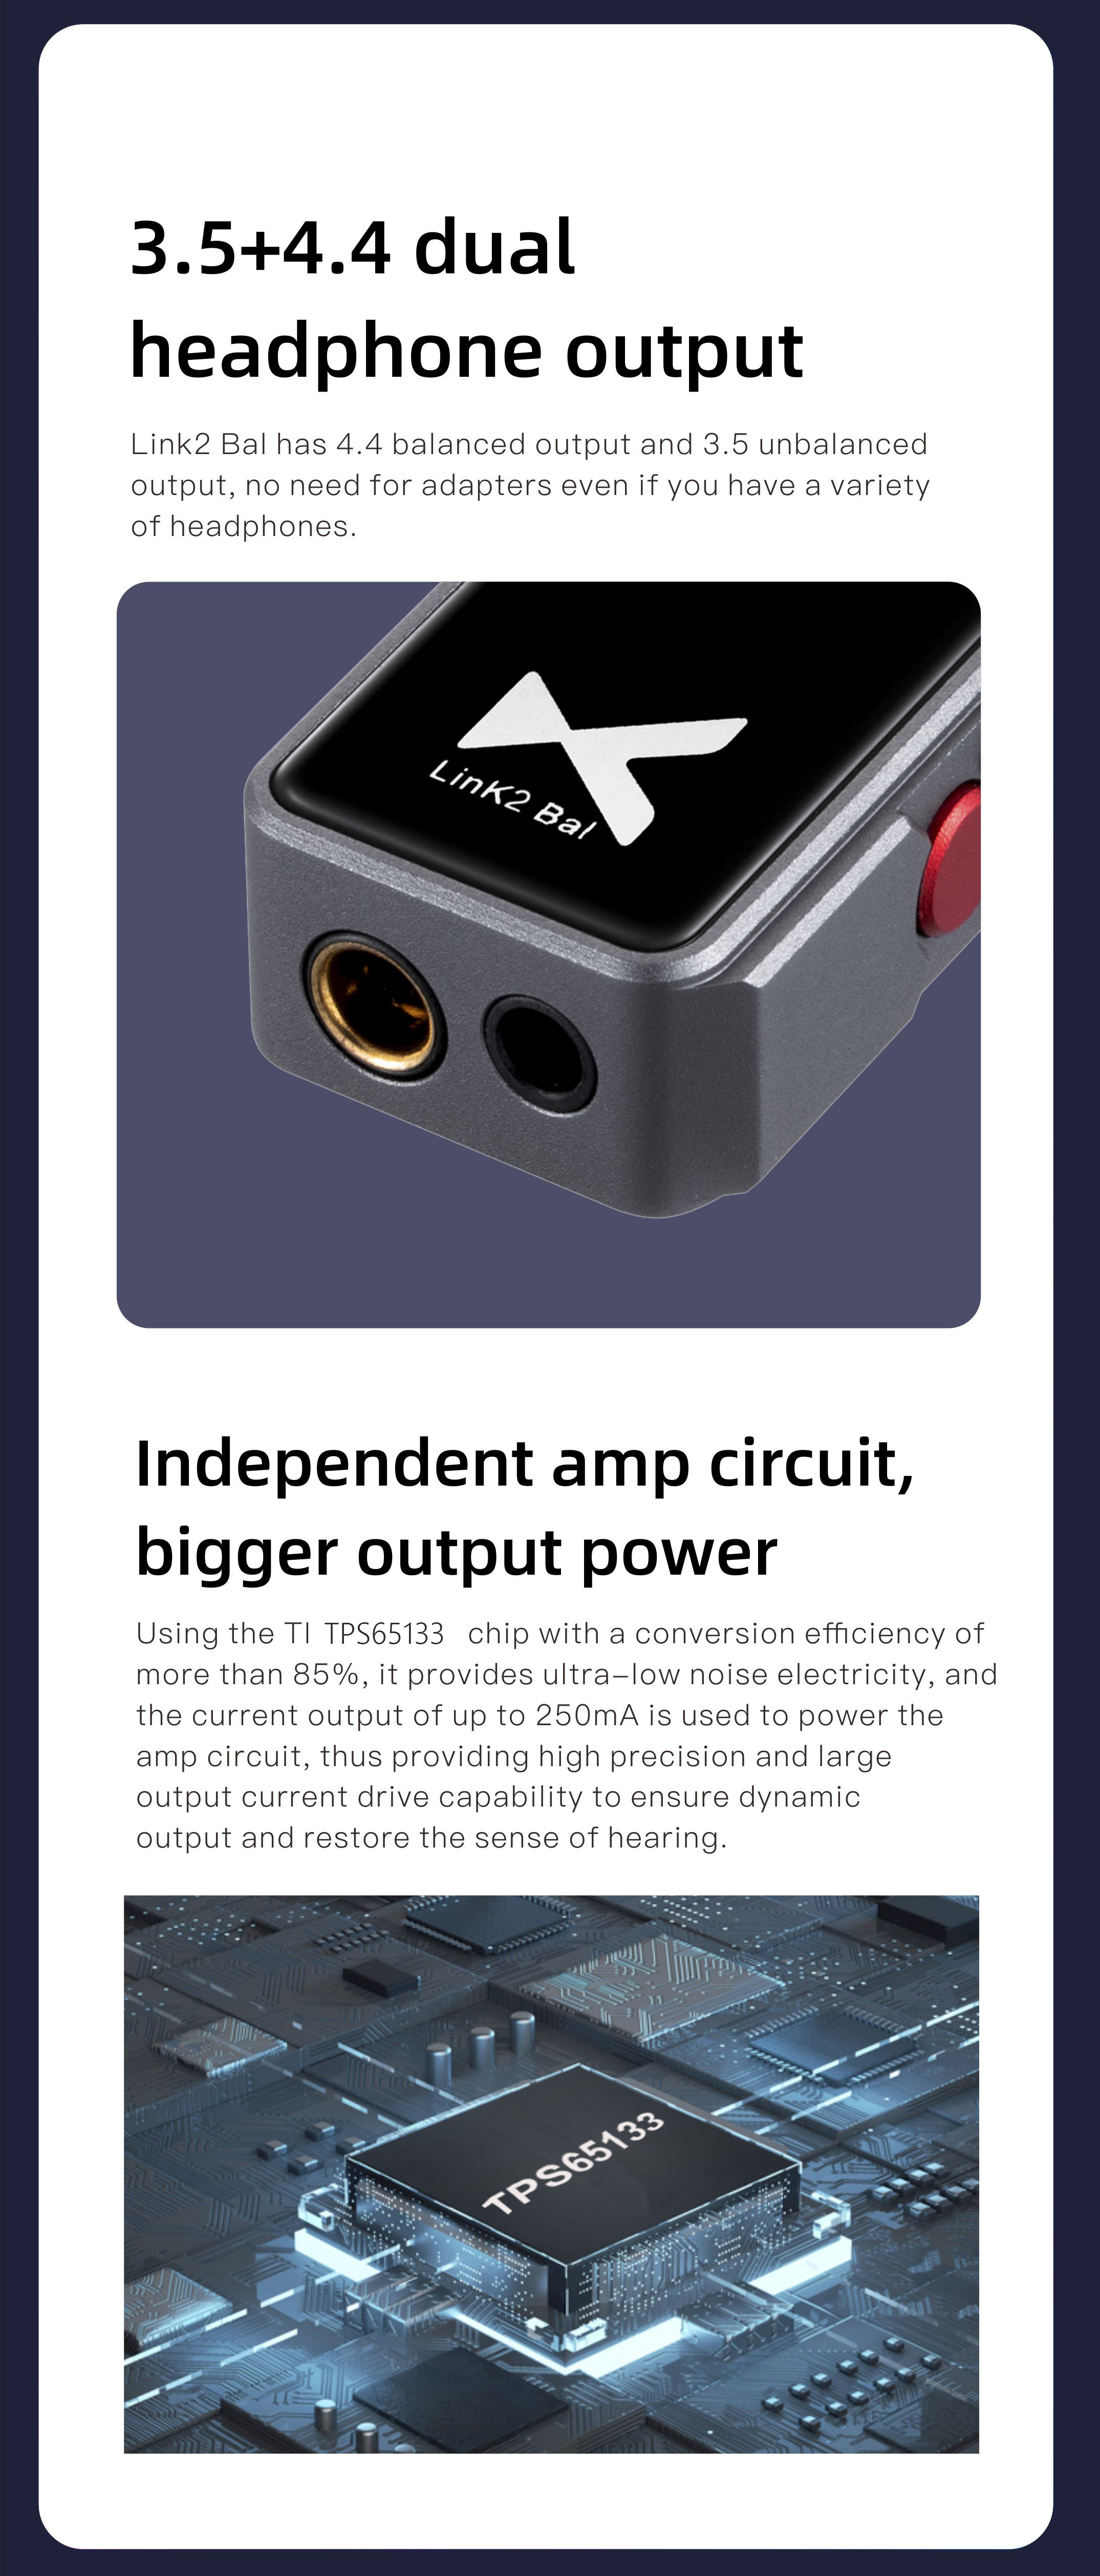 3.5+4.4 dual
headphone output
Link2 Bal has 4.4 balanced output and 3.5 unbalanced
output, no need for adapters even if you have a variety
of headphones.
LinK2 Bal
Independent amp circuit,
bigger output power
Using the TI TPS65133 chip with a conversion efficiency of
more than 85%, it provides ultra-low noise electricity, and
the current output of up to 250mA is used to power the
amp circuit, thus providing high precision and large
output current drive capability to ensure dynamic
output and restore the sense of hearing.
TPS65133